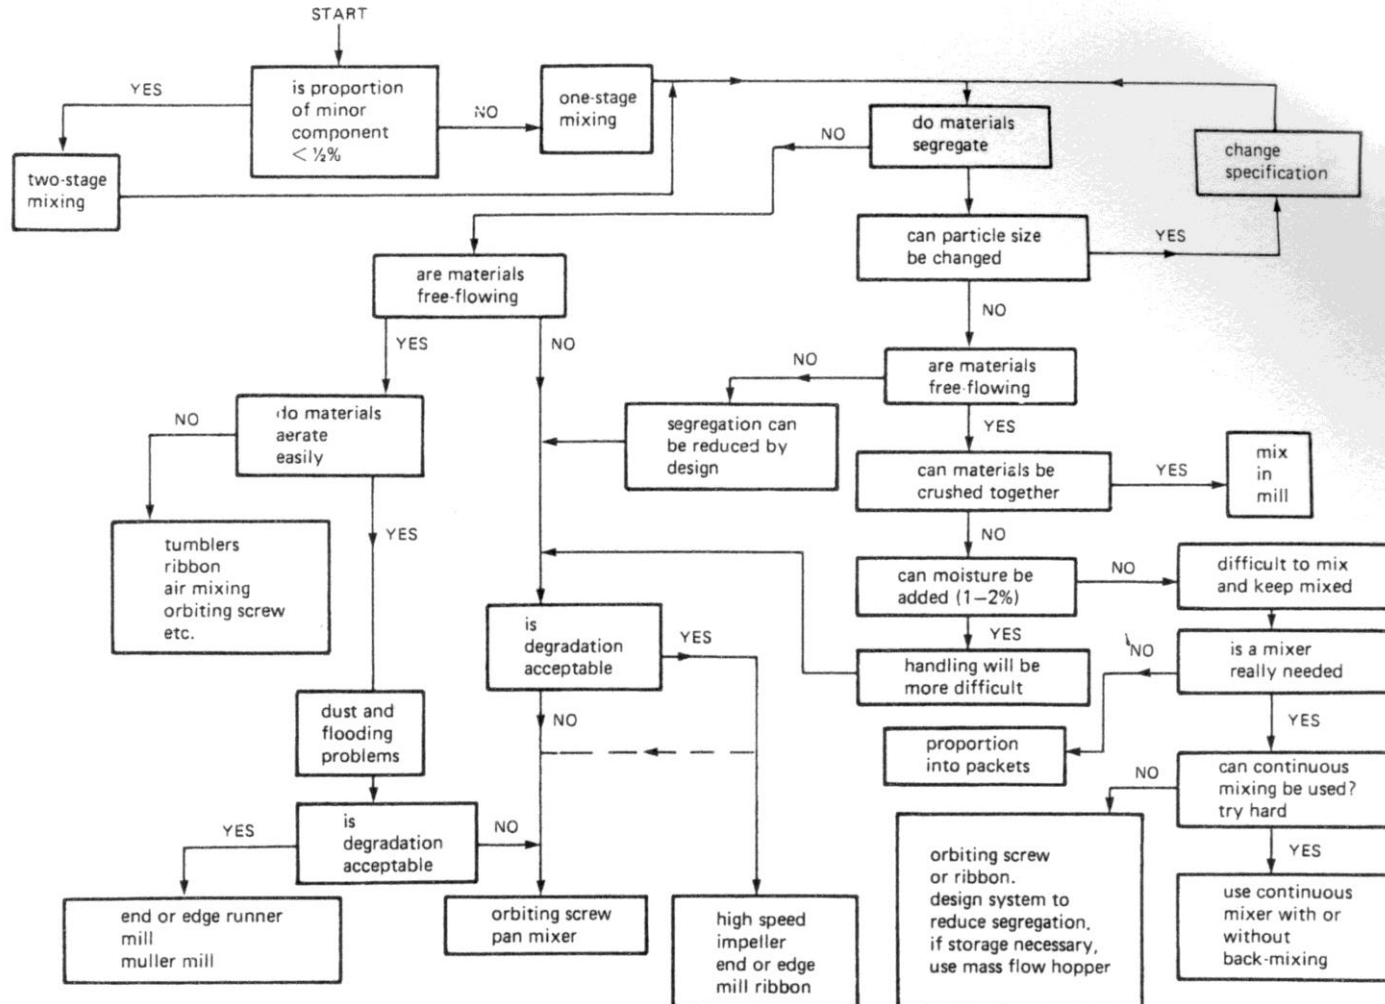 START
YES
is proportion
of minor
component
< ½%
NO
one-stage
mixing
two-stage
mixing
NO
do materials
segregate
change
specification
can particle size
be changed
YES
are materials
free-flowing
NO
YES
NO
NO
are materials
free-flowing
NO
do materials
aerate
easily
segregation can
be reduced by
design
YES
can materials be
crushed together
YES
mix
in
mill
YES
NO
tumblers
ribbon
air mixing
orbiting screw
etc.
can moisture be
added (1–2%)
NO
difficult to mix
and keep mixed
is
degradation
acceptable
YES
YES
handling will be
more difficult
NO
is a mixer
really needed
dust and
flooding
problems
NO
YES
proportion
into packets
NO
can continuous
mixing be used?
try hard
YES
is
degradation
acceptable
NO
YES
end or edge runner
mill
muller mill
orbiting screw
pan mixer
high speed
impeller
end or edge
mill ribbon
orbiting screw
or ribbon.
design system to
reduce segregation.
if storage necessary,
use mass flow hopper
use continuous
mixer with or
without
back-mixing